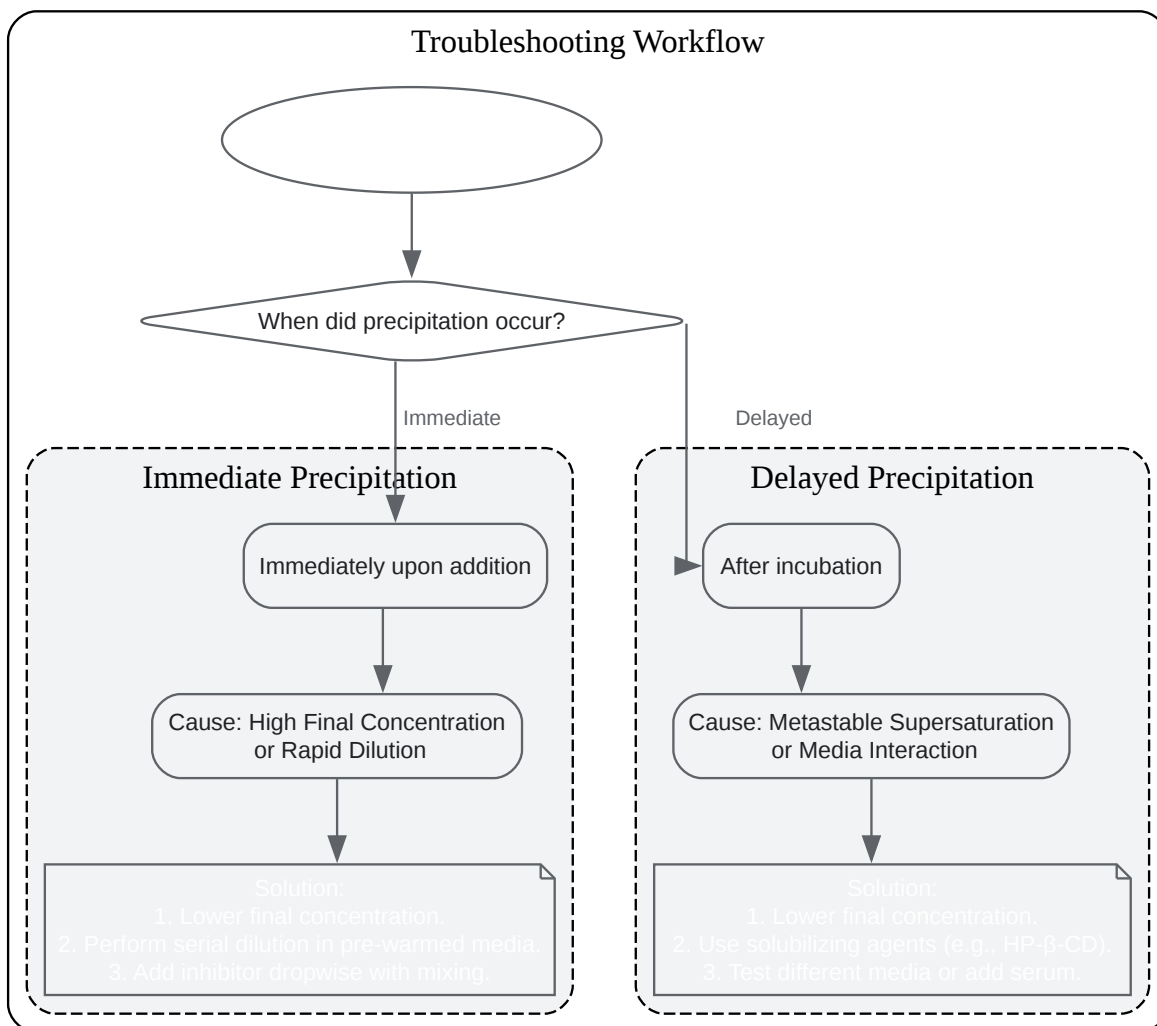 Troubleshooting Workflow
When did precipitation occur?
Immediate
Delayed
Immediate Precipitation
Immediately upon addition
Cause: High Final Concentration
or Rapid Dilution
Solution:
1. Lower final concentration.
2. Perform serial dilution in pre-warmed media.
3. Add inhibitor dropwise with mixing.
Delayed Precipitation
After incubation
Cause: Metastable Supersaturation
or Media Interaction
Solution:
1. Lower final concentration.
2. Use solubilizing agents (e.g., HP-β-CD).
3. Test different media or add serum.